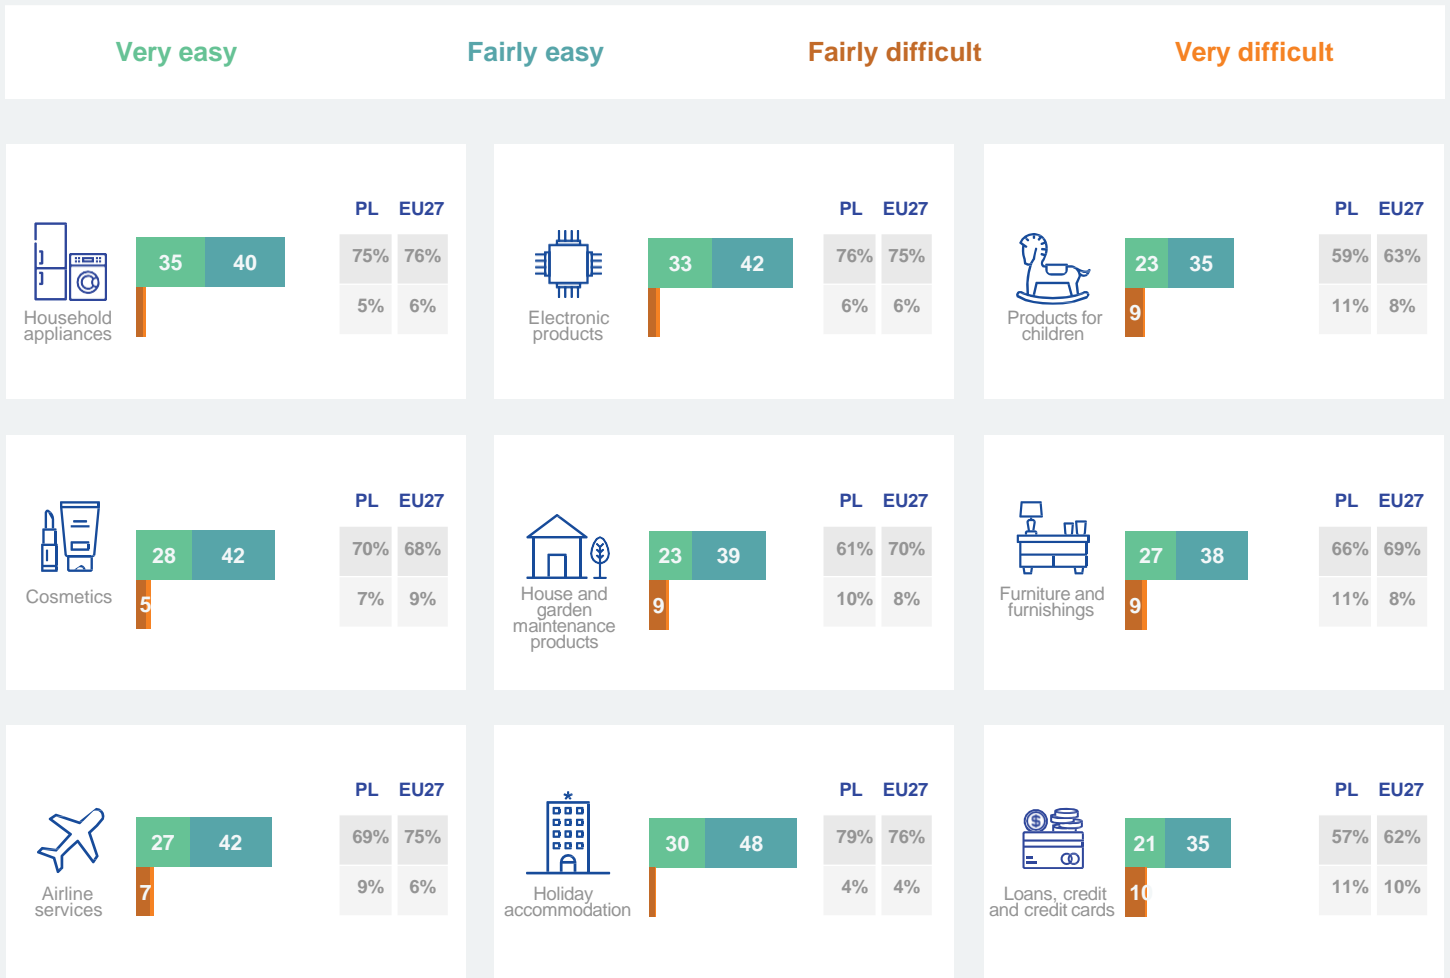 Very easy
Fairly easy
Fairly difficult
Very difficult
PL EU27
35 40
75% 76%
5% 6%
Household
appliances
PL EU27
33 42
76% 75%
6% 6%
Electronic
products
PL EU27
23 35
59% 63%
9
11% 8%
Products for
children
PL EU27
28 42
70% 68%
5
7% 9%
Cosmetics
PL EU27
23 39
61% 70%
9
10% 8%
House and
garden
maintenance
products
PL EU27
27 38
66% 69%
9
11% 8%
Furniture and
furnishings
PL EU27
27 42
69% 75%
7
9% 6%
Airline
services
PL EU27
30 48
79% 76%
4% 4%
Holiday
accommodation
PL EU27
$
21 35
57% 62%
10
11% 10%
Loans, credit
and credit cards